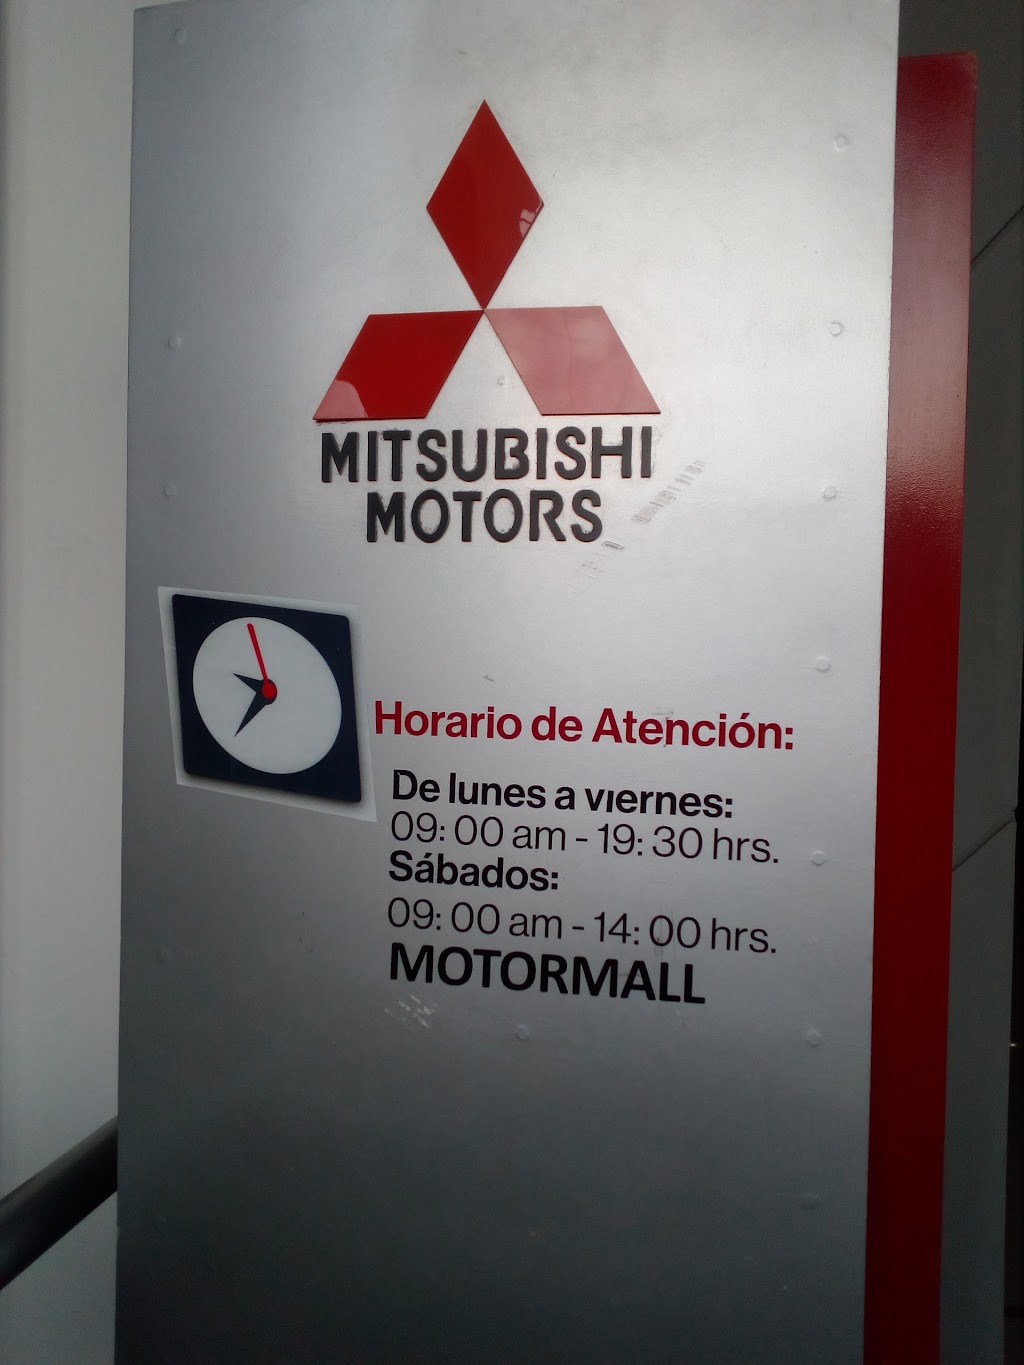 MITSUBISHI
MOTORS
Horario de Atención:
De lunes a viernes:
09: 00 am - 19: 30 hrs.
Sábados:
09: 00 am - 14: 00 hrs.
MOTORMALL